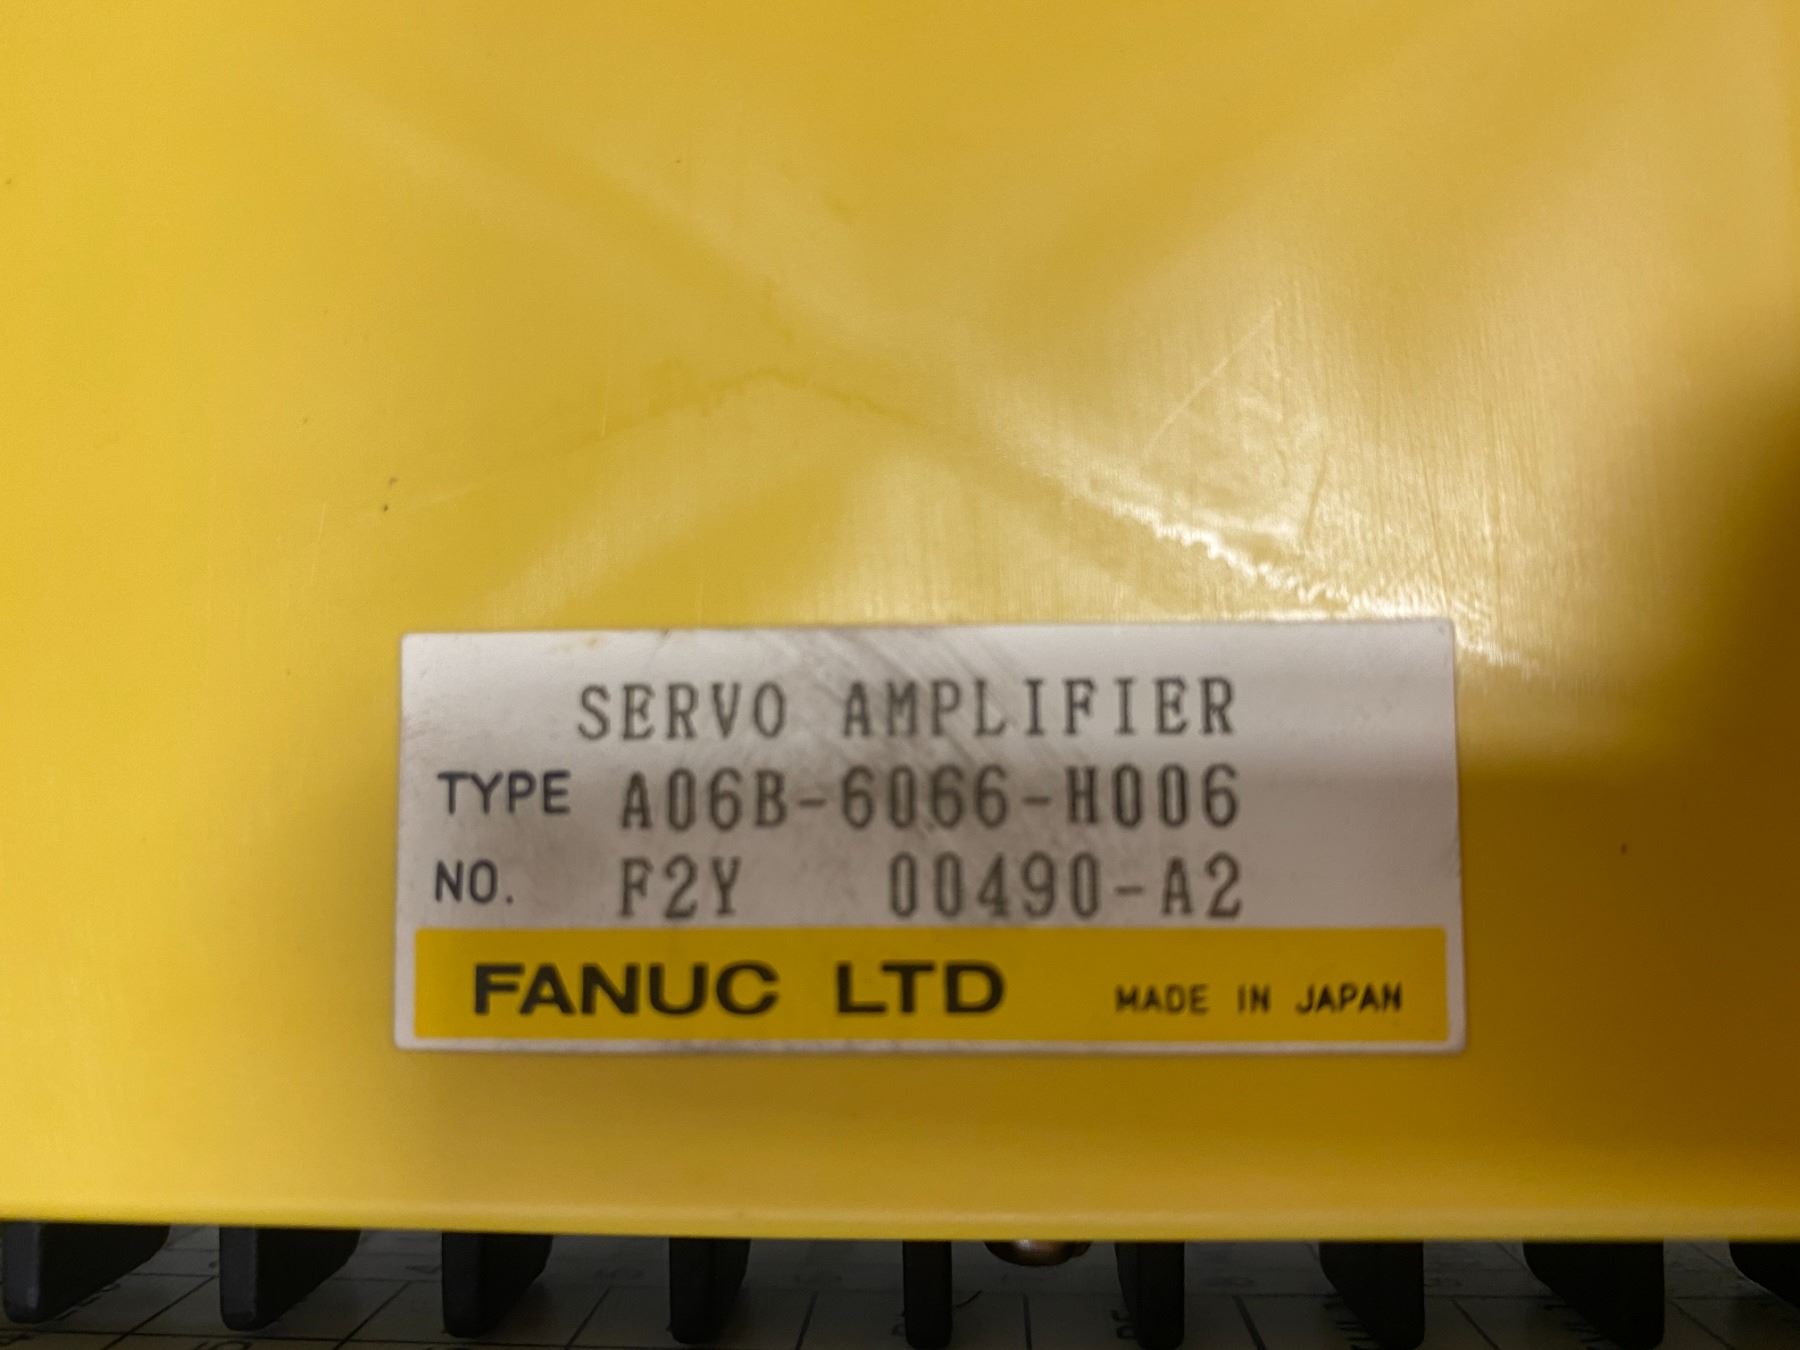 SERVO AMPLIFIER
TYPE A06B-6066-H006
NO. F2Y 00490-A2
FANUC LTD MADE IN JAPAN